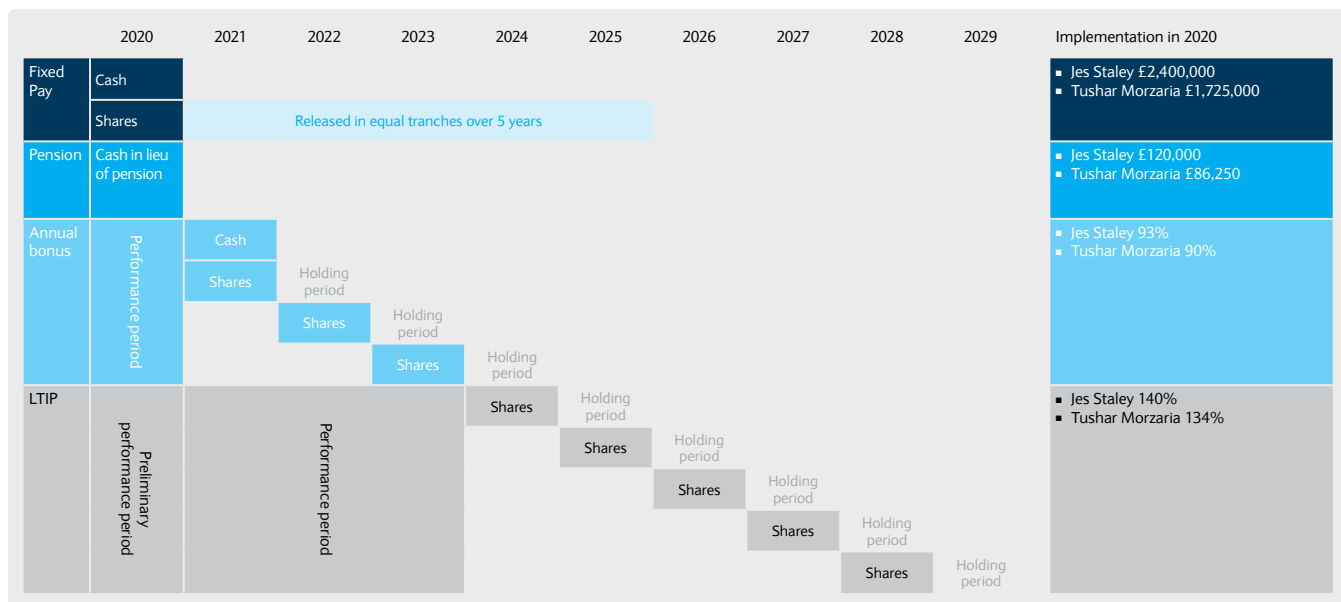 2020 2021 2022 2023 2024 2025 2026 2027 2028 2029 Implementation in 2020
Fixed
Pay
Cash
Shares
Released in equal tranches over 5 years
▪ Jes Staley £2,400,000
▪ Tushar Morzaria £1,725,000
Pension
Cash in lieu
of pension
▪ Jes Staley £120,000
▪ Tushar Morzaria £86,250
Annual
bonus
Performance period
Cash
Shares
Holding
period
Shares
Holding
period
Shares
Holding
period
▪ Jes Staley 93%
▪ Tushar Morzaria 90%
LTIP
Preliminary
performance period
Performance period
Shares
Holding
period
Shares
Holding
period
Shares
Holding
period
Shares
Holding
period
Shares
Holding
period
▪ Jes Staley 140%
▪ Tushar Morzaria 134%